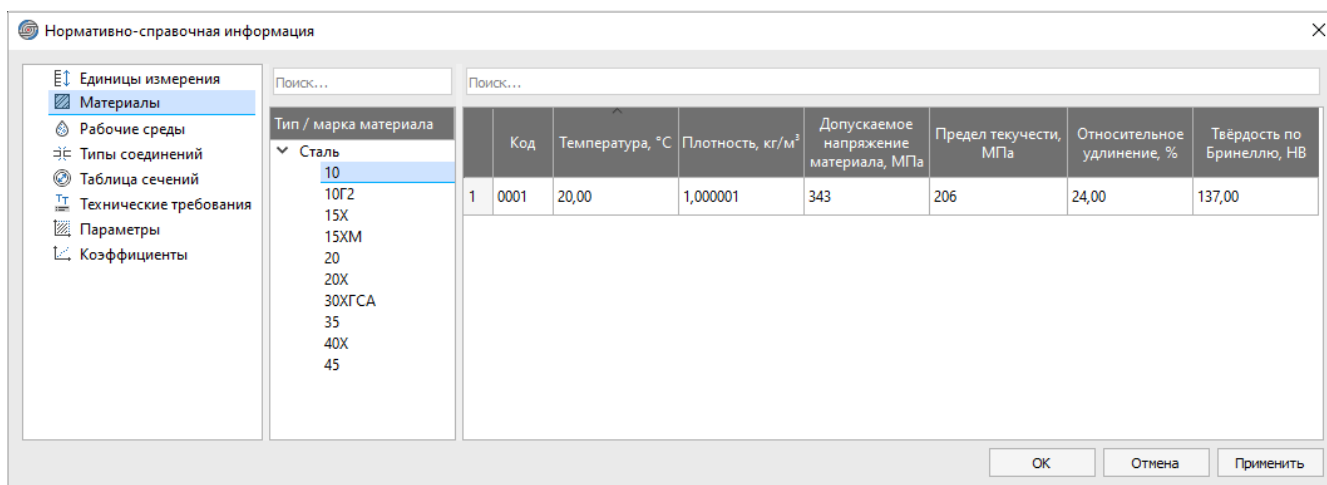 Нормативно-справочная информация
Единицы измерения
Материалы
Рабочие среды
Типы соединений
Таблица сечений
Технические требования
Параметры
Коэффициенты
Поиск...
Тип / марка материала
Сталь
10
10Г2
15Х
15ХМ
20
20Х
30ХГСА
35
40Х
45
Поиск...
Код
Температура, °C
Плотность, кг/м³
Допускаемое
напряжение
материала, МПа
Предел текучести,
МПа
Относительное
удлинение, %
Твёрдость по
Бринеллю, HB
1 0001 20,00 1,000001 343 206 24,00 137,00
ОК Отмена Применить